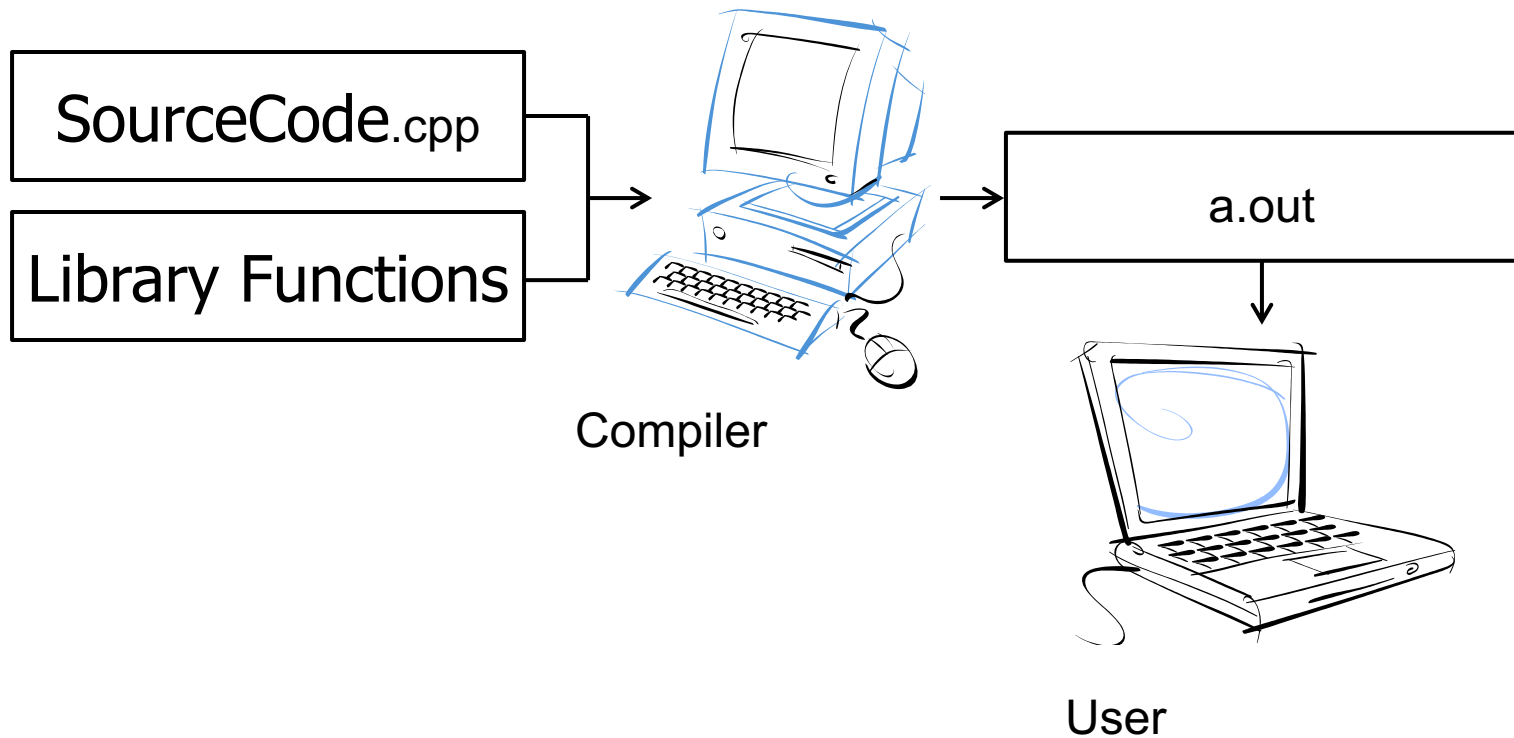 SourceCode.cpp
Library Functions
Compiler
a.out
User